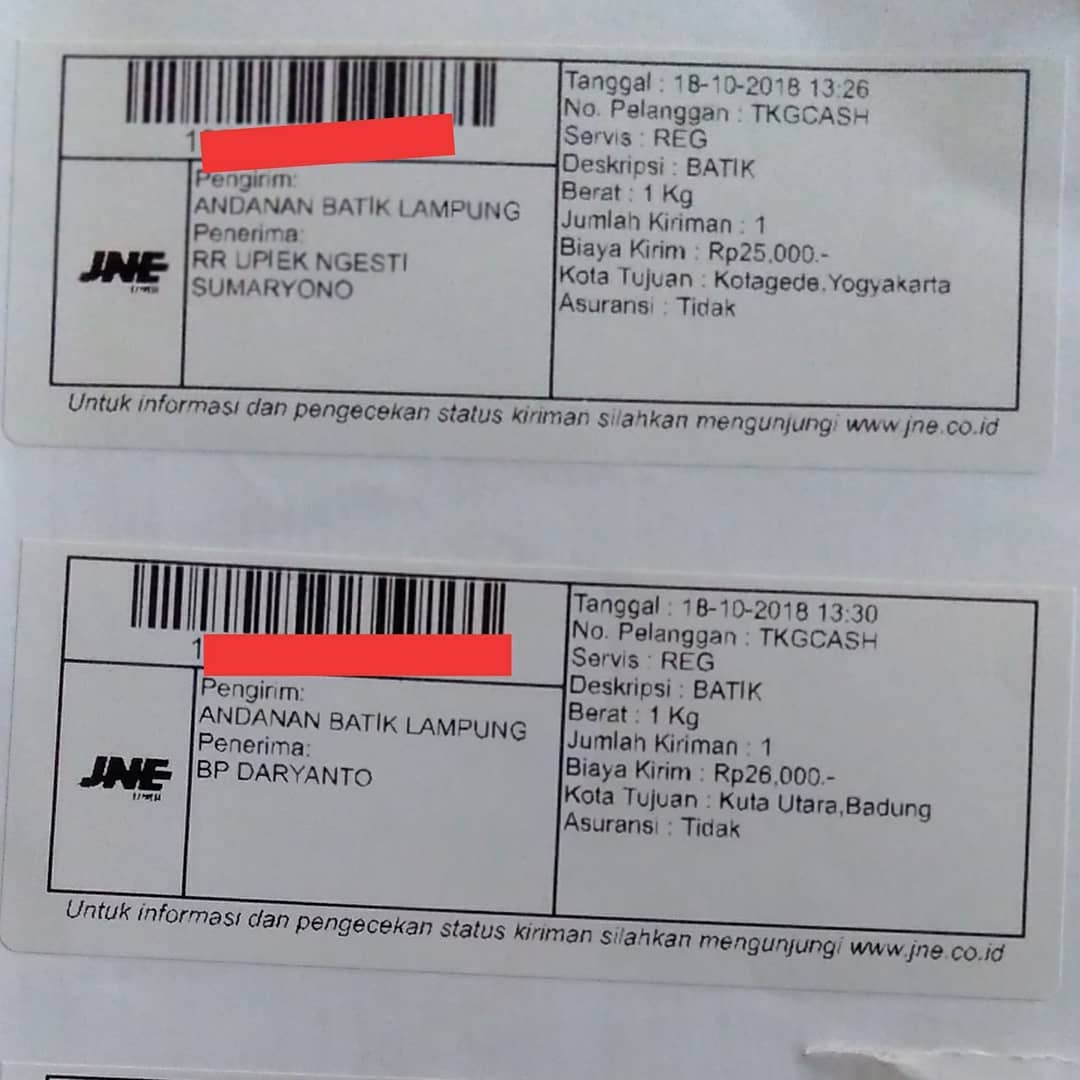 1
Pengirim:
ANDANAN BATIK LAMPUNG
Penerima:
RR UPIEK NGESTI
SUMARYONO
JNE
Tanggal : 18-10-2018 13:26
No. Pelanggan : TKGCASH
Servis : REG
Deskripsi : BATIK
Berat : 1 Kg
Jumlah Kiriman : 1
Biaya Kirim : Rp25,000.-
Kota Tujuan : Kotagede,Yogyakarta
Asuransi : Tidak
Untuk informasi dan pengecekan status kiriman silahkan mengunjungi www.jne.co.id
1
Pengirim:
ANDANAN BATIK LAMPUNG
Penerima:
BP DARYANTO
JNE
Tanggal : 18-10-2018 13:30
No. Pelanggan : TKGCASH
Servis : REG
Deskripsi : BATIK
Berat : 1 Kg
Jumlah Kiriman : 1
Biaya Kirim : Rp26,000.-
Kota Tujuan : Kuta Utara,Badung
Asuransi : Tidak
Untuk informasi dan pengecekan status kiriman silahkan mengunjungi www.jne.co.id